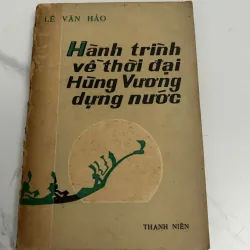 LÊ VĂN HẢO
Hành trình
về thời đại
Hùng Vương
dựng nước
THANH NIÊN